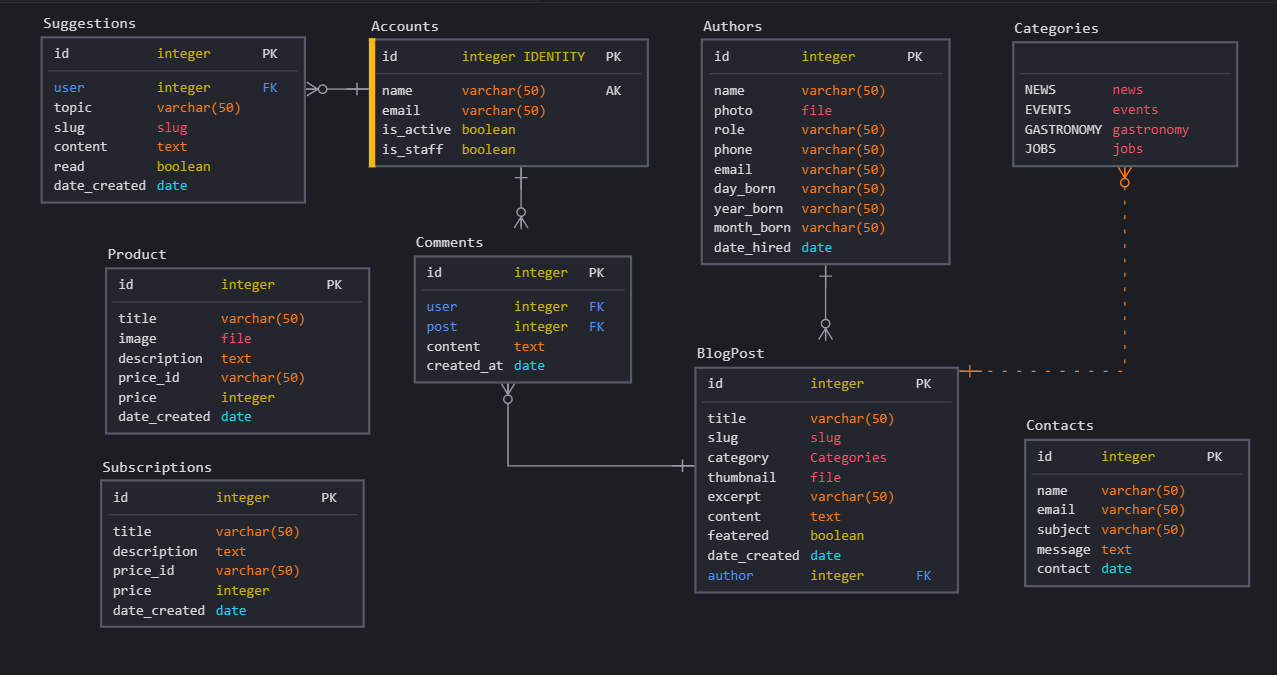 Suggestions
id integer PK
user integer FK
topic varchar(50)
slug slug
content text
read boolean
date_created date
Accounts
id integer IDENTITY PK
name varchar(50) AK
email varchar(50)
is_active boolean
is_staff boolean
Authors
id integer PK
name varchar(50)
photo file
role varchar(50)
phone varchar(50)
email varchar(50)
day_born varchar(50)
year_born varchar(50)
month_born varchar(50)
date_hired date
Categories
NEWS news
EVENTS events
GASTRONOMY gastronomy
JOBS jobs
Product
id integer PK
title varchar(50)
image file
description text
price_id varchar(50)
price integer
date_created date
Comments
id integer PK
user integer FK
post integer FK
content text
created_at date
BlogPost
id integer PK
title varchar(50)
slug slug
category Categories
thumbnail file
excerpt varchar(50)
content text
featered boolean
date_created date
author integer FK
Contacts
id integer PK
name varchar(50)
email varchar(50)
subject varchar(50)
message text
contact date
Subscriptions
id integer PK
title varchar(50)
description text
price_id varchar(50)
price integer
date_created date